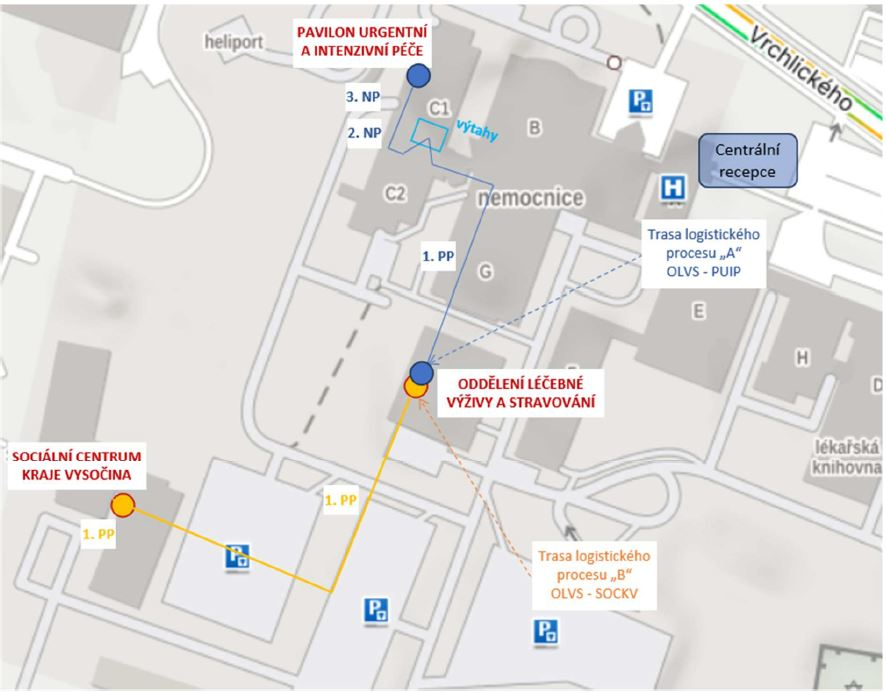 PAVILON URGENTNÍ
A INTENZIVNÍ PÉČE
heliport
Vrchlického
3. NP
C1
2. NP
výtahy
B
Centrální
recepce
H
C2
nemocnice
Trasa logistického
procesu „A"
OLVS - PUIP
1. PP
G
E
H
D
ODDĚLENÍ LÉČEBNÉ
VÝŽIVY A STRAVOVÁNÍ
lékařská
knihovna
SOCIÁLNÍ CENTRUM
KRAJE VYSOČINA
1. PP
1. PP
P
P
P
P
Trasa logistického
procesu „B"
OLVS - SOCKV